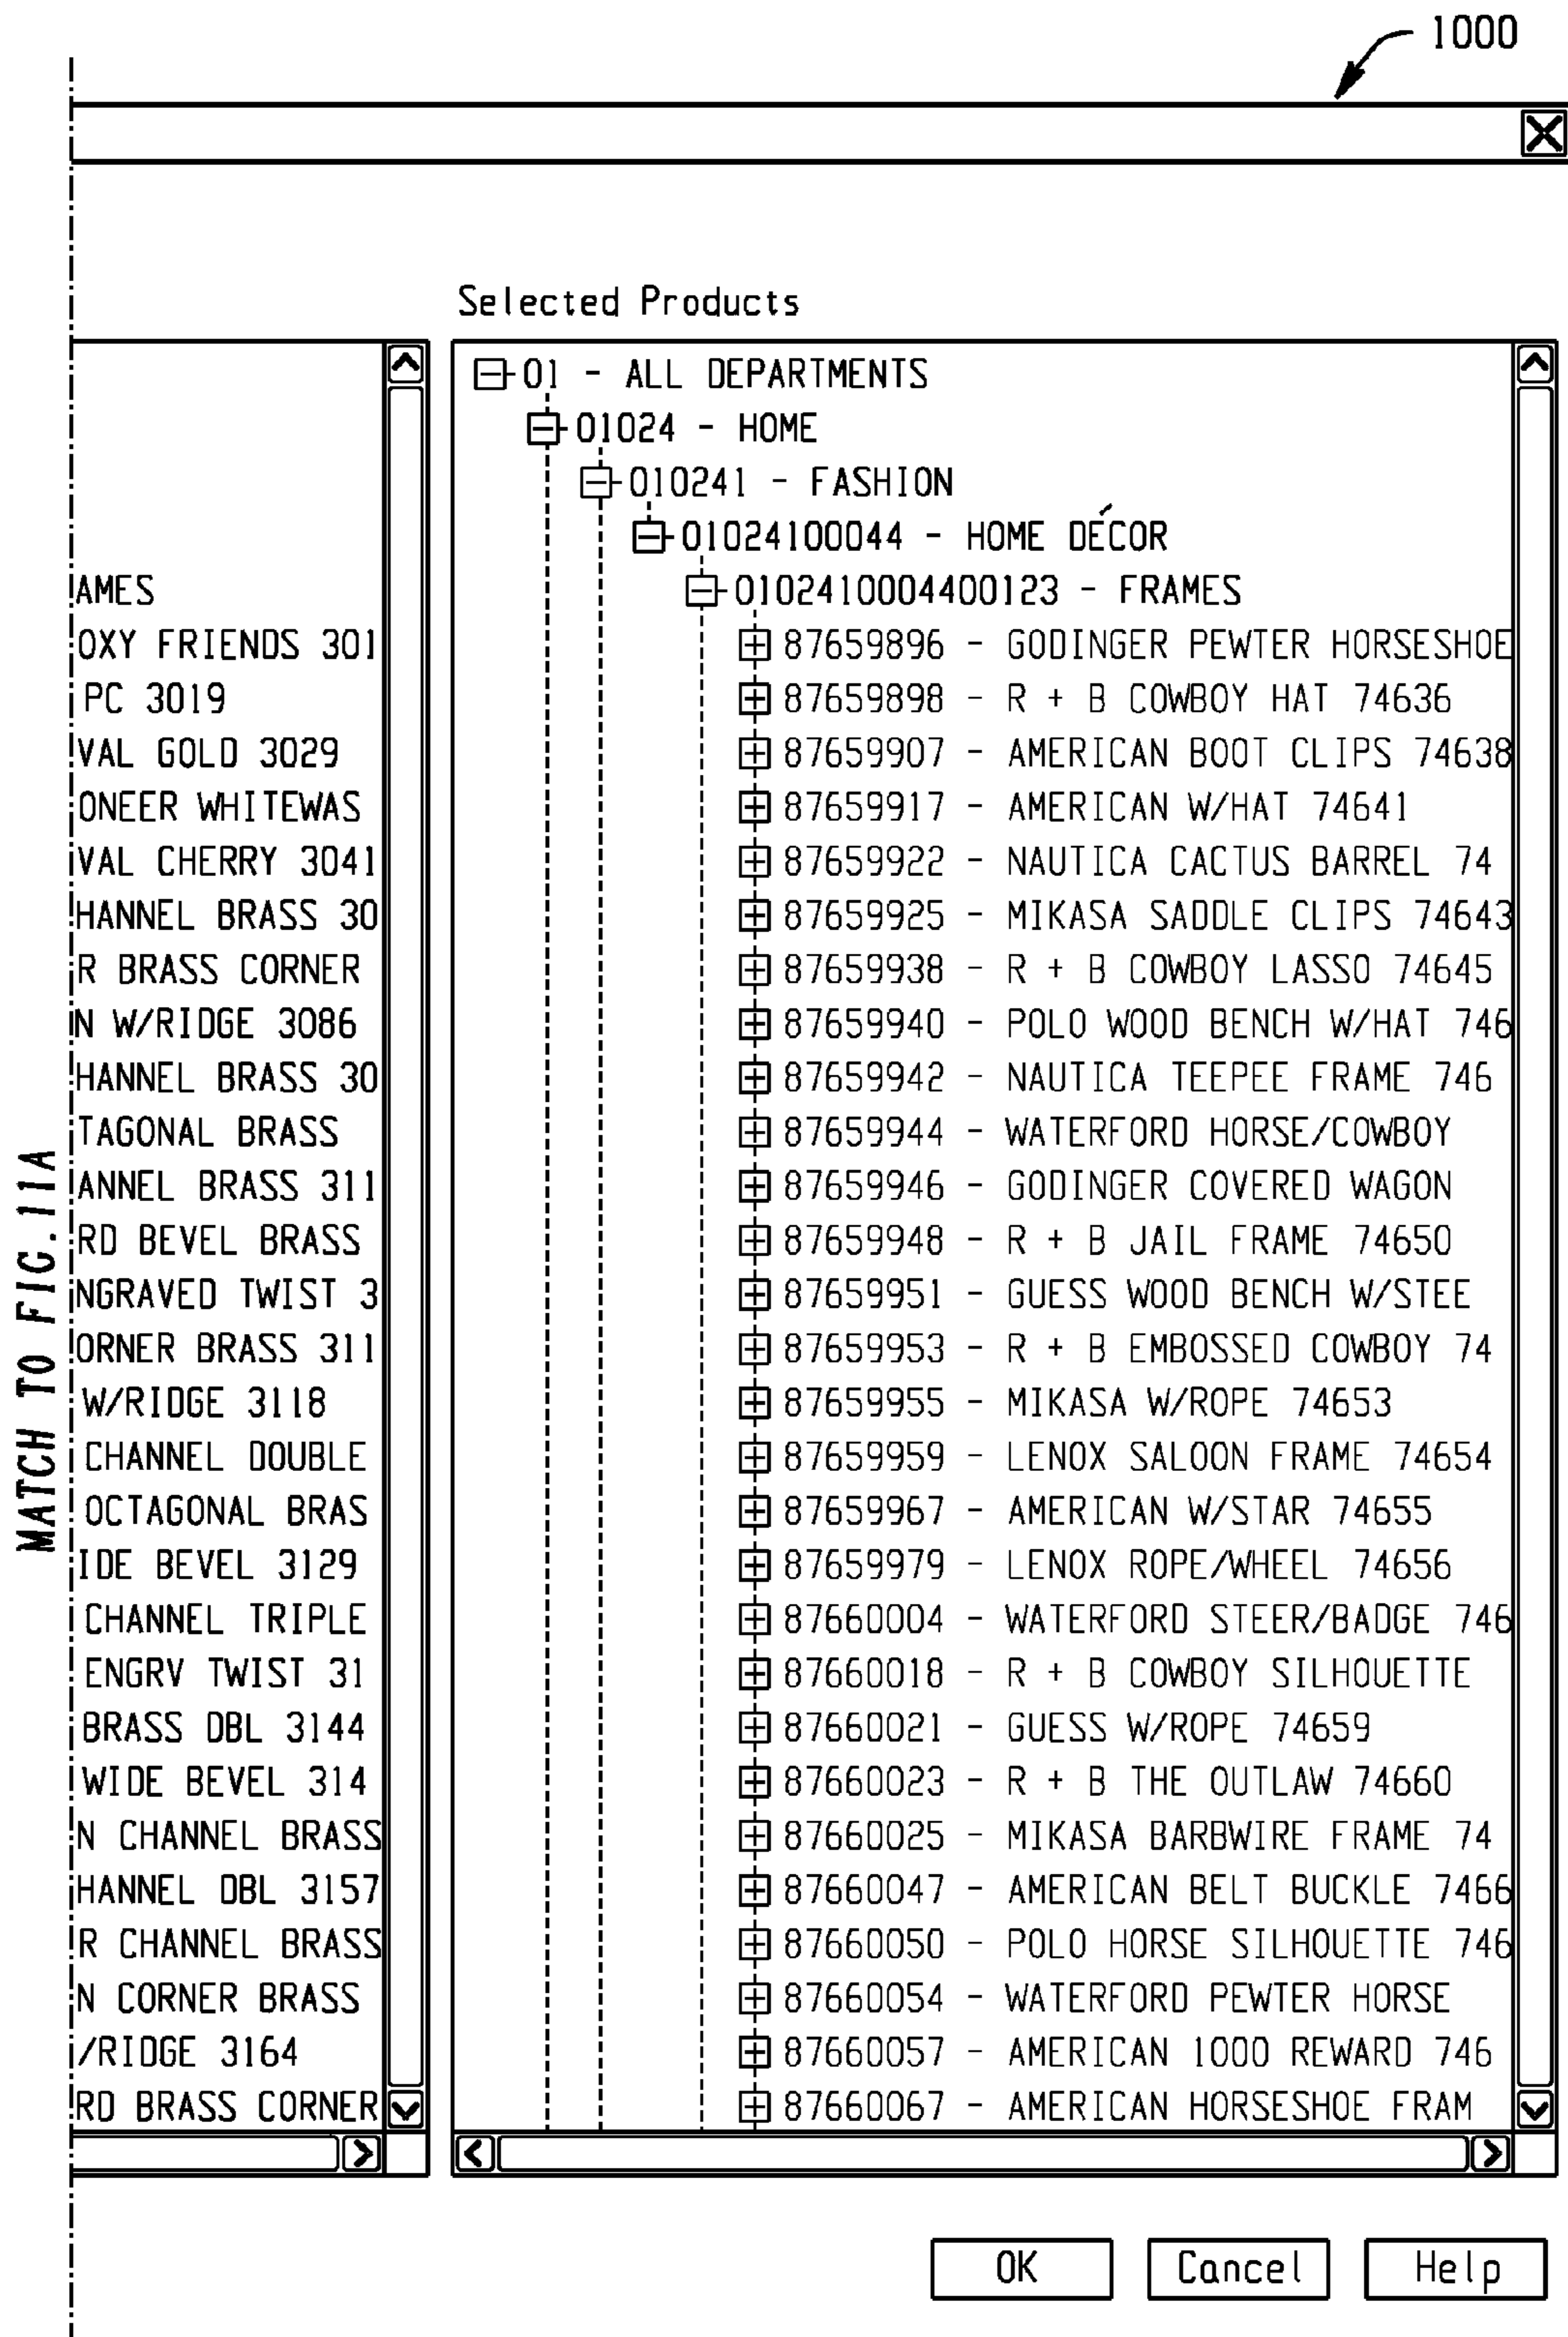 1000
Selected Products
01 - ALL DEPARTMENTS
01024 - HOME
010241 - FASHION
01024100044 - HOME DÉCOR
0102410004400123 - FRAMES
87659896 - GODINGER PEWTER HORSESHOE
87659898 - R + B COWBOY HAT 74636
87659907 - AMERICAN BOOT CLIPS 74638
87659917 - AMERICAN W/HAT 74641
87659922 - NAUTICA CACTUS BARREL 74
87659925 - MIKASA SADDLE CLIPS 74643
87659938 - R + B COWBOY LASSO 74645
87659940 - POLO WOOD BENCH W/HAT 746
87659942 - NAUTICA TEEPEE FRAME 746
87659944 - WATERFORD HORSE/COWBOY
87659946 - GODINGER COVERED WAGON
87659948 - R + B JAIL FRAME 74650
87659951 - GUESS WOOD BENCH W/STEE
87659953 - R + B EMBOSSED COWBOY 74
87659955 - MIKASA W/ROPE 74653
87659959 - LENOX SALOON FRAME 74654
87659967 - AMERICAN W/STAR 74655
87659979 - LENOX ROPE/WHEEL 74656
87660004 - WATERFORD STEER/BADGE 746
87660018 - R + B COWBOY SILHOUETTE
87660021 - GUESS W/ROPE 74659
87660023 - R + B THE OUTLAW 74660
87660025 - MIKASA BARBWIRE FRAME 74
87660047 - AMERICAN BELT BUCKLE 7466
87660050 - POLO HORSE SILHOUETTE 746
87660054 - WATERFORD PEWTER HORSE
87660057 - AMERICAN 1000 REWARD 746
87660067 - AMERICAN HORSESHOE FRAM
AMES
OXY FRIENDS 301
PC 3019
VAL GOLD 3029
ONEER WHITEWAS
VAL CHERRY 3041
HANNEL BRASS 30
R BRASS CORNER
N W/RIDGE 3086
HANNEL BRASS 30
TAGONAL BRASS
ANNEL BRASS 311
RD BEVEL BRASS
NGRAVED TWIST 3
ORNER BRASS 311
W/RIDGE 3118
CHANNEL DOUBLE
OCTAGONAL BRAS
IDE BEVEL 3129
CHANNEL TRIPLE
ENGRV TWIST 31
BRASS DBL 3144
WIDE BEVEL 314
N CHANNEL BRASS
HANNEL DBL 3157
R CHANNEL BRASS
N CORNER BRASS
/RIDGE 3164
RD BRASS CORNER
MATCH TO FIG.11A
OK
Cancel
Help